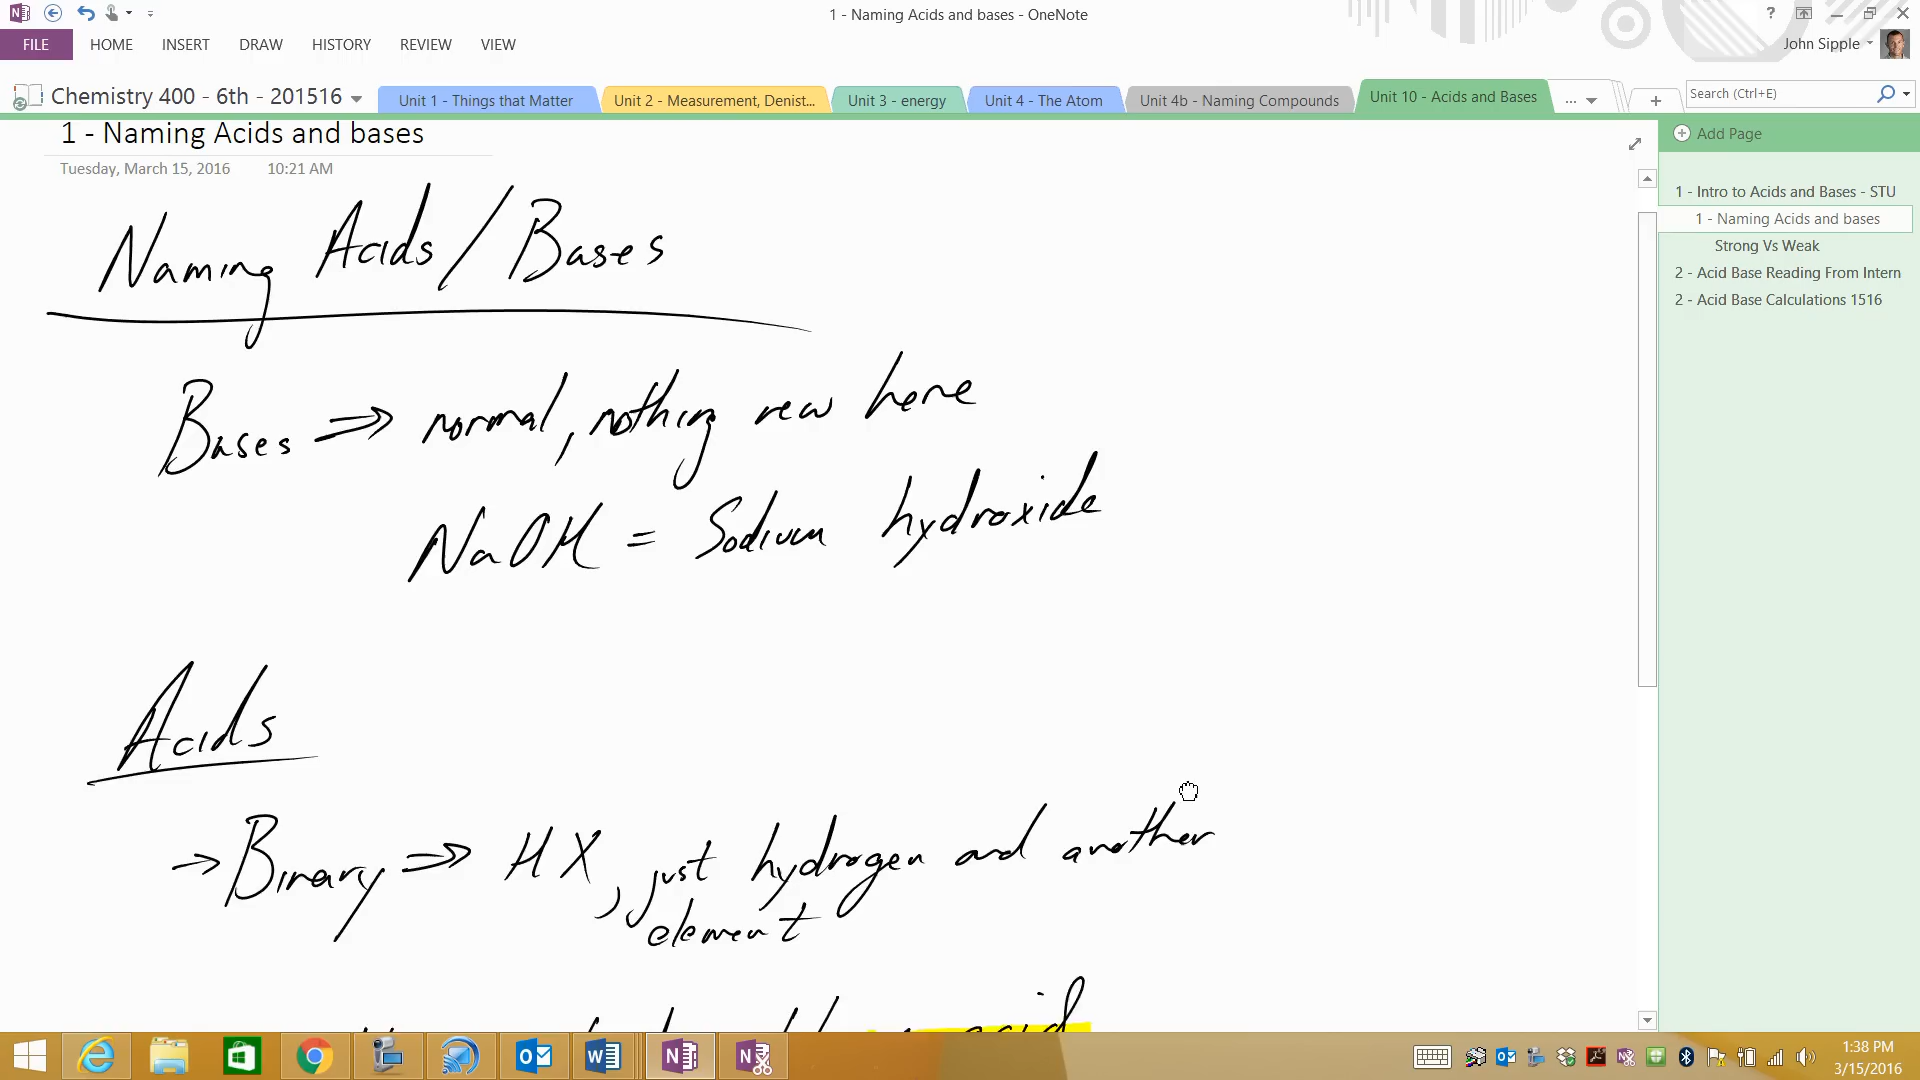 1 - Naming Acids and bases - OneNote
FILE HOME INSERT DRAW HISTORY REVIEW VIEW
John Sipple
Chemistry 400 - 6th - 201516
Unit 1 - Things that Matter
Unit 2 - Measurement, Denist...
Unit 3 - energy
Unit 4 - The Atom
Unit 4b - Naming Compounds
Unit 10 - Acids and Bases
...
Search (Ctrl+E)
Add Page
1 - Intro to Acids and Bases - STU
1 - Naming Acids and bases
Strong Vs Weak
2 - Acid Base Reading From Intern
2 - Acid Base Calculations 1516
1 - Naming Acids and bases
Tuesday, March 15, 2016 10:21 AM
Naming Acids/Bases
Bases ⇒ normal, nothing new here
NaOH = Sodium hydroxide
Acids
→ Binary ⇒ HX, just hydrogen and another
element
acid
1:38 PM
3/15/2016